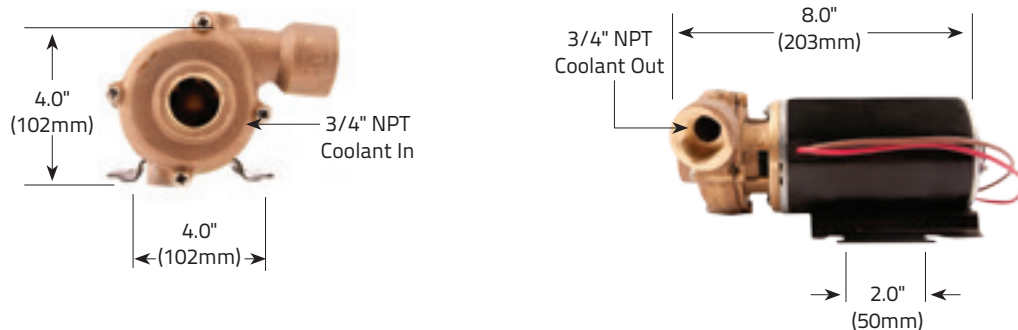 4.0"
(102mm)
3/4" NPT
Coolant In
4.0"
(102mm)
8.0"
(203mm)
3/4" NPT
Coolant Out
2.0"
(50mm)